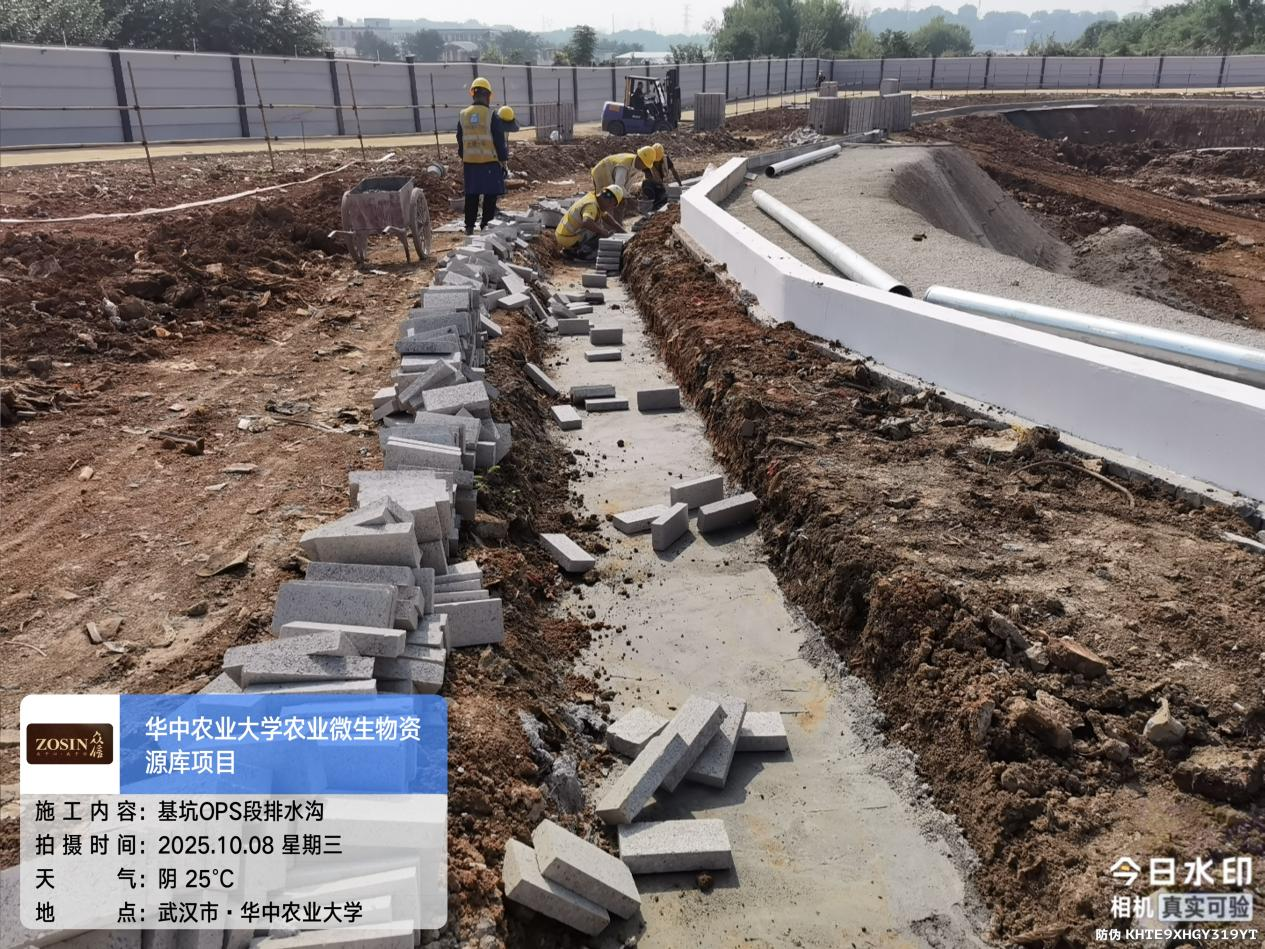 ZOSIN 众信
华中农业大学农业微生物资
源库项目
施工内容：基坑OPS段排水沟
拍摄时间：2025.10.08 星期三
天气：阴 25℃
地点：武汉市·华中农业大学
今日水印
相机 真实可验
防伪 KHTE9XHGY319YT